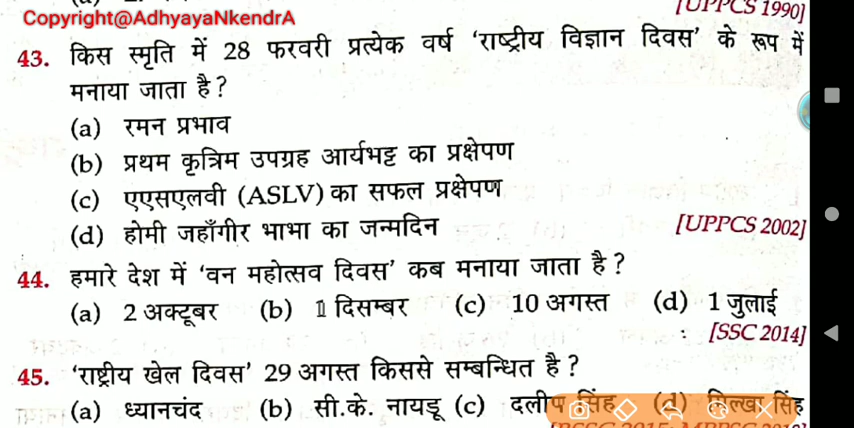 Copyright@AdhyayaNkendrA
[UPPCS 1990]
43. किस स्मृति में 28 फरवरी प्रत्येक वर्ष 'राष्ट्रीय विज्ञान दिवस' के रूप में
मनाया जाता है?
(a) रमन प्रभाव
(b) प्रथम कृत्रिम उपग्रह आर्यभट्ट का प्रक्षेपण
(c) एएसएलवी (ASLV) का सफल प्रक्षेपण
(d) होमी जहाँगीर भाभा का जन्मदिन [UPPCS 2002]
44. हमारे देश में 'वन महोत्सव दिवस' कब मनाया जाता है?
(a) 2 अक्टूबर (b) 1 दिसम्बर (c) 10 अगस्त (d) 1 जुलाई
[SSC 2014]
45. 'राष्ट्रीय खेल दिवस' 29 अगस्त किससे सम्बन्धित है?
(a) ध्यानचंद (b) सी.के. नायडू (c) दलीप सिंह (d) मिल्खा सिंह